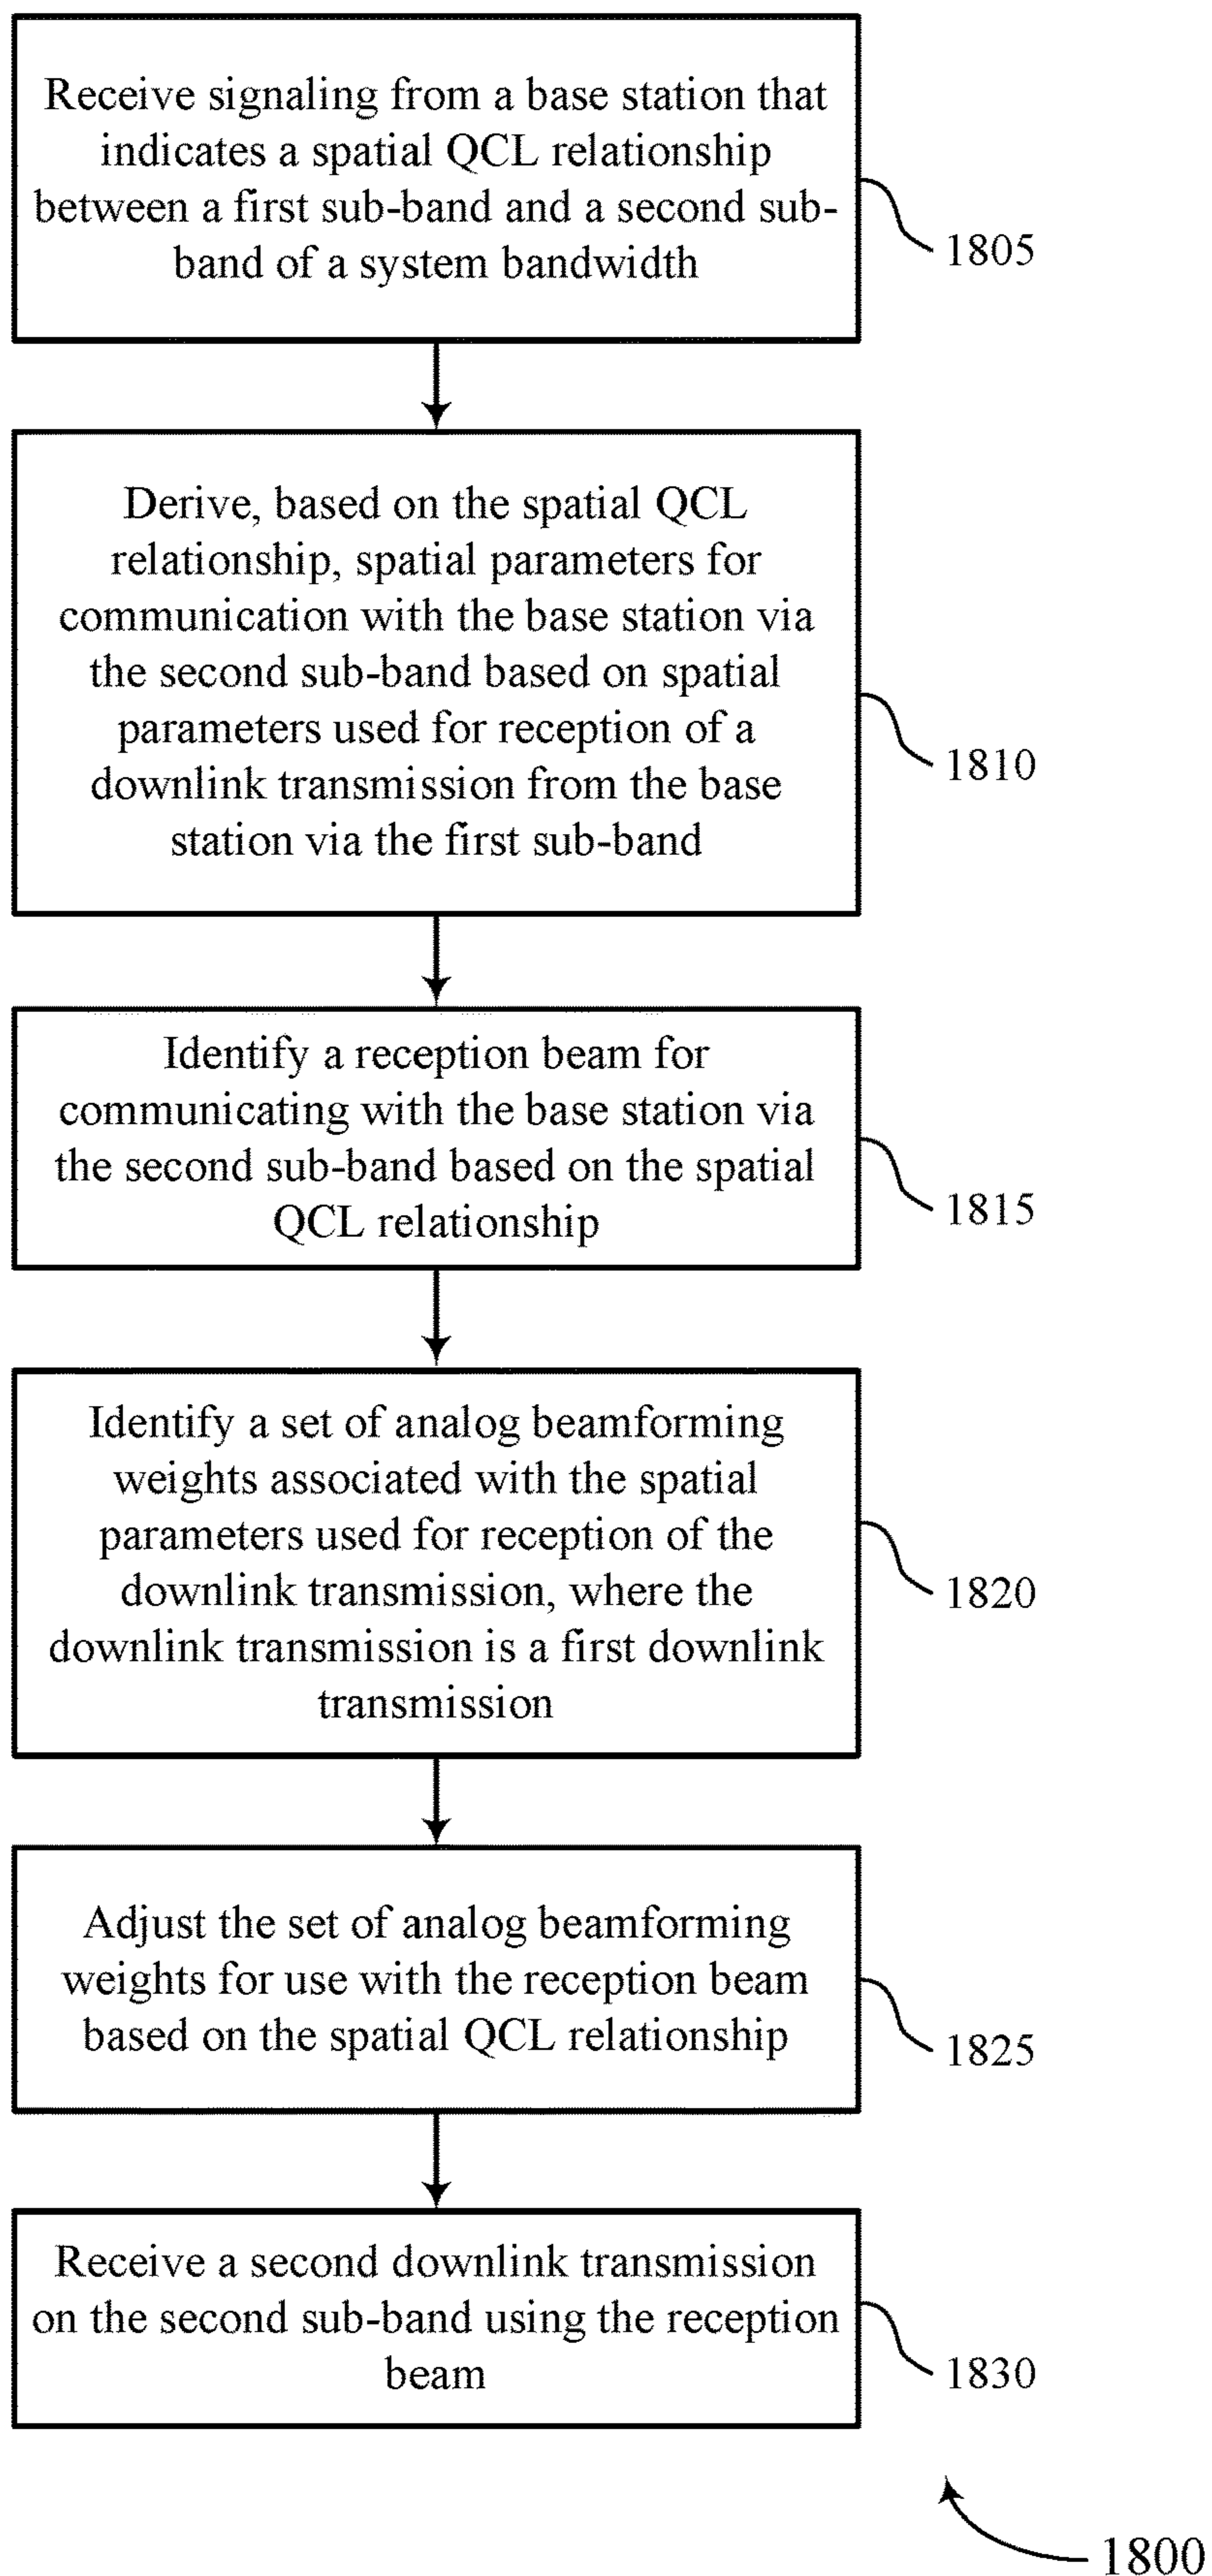 Receive signaling from a base station that
indicates a spatial QCL relationship
between a first sub-band and a second sub-
band of a system bandwidth
1805
Derive, based on the spatial QCL
relationship, spatial parameters for
communication with the base station via
the second sub-band based on spatial
parameters used for reception of a
downlink transmission from the base
station via the first sub-band
1810
Identify a reception beam for
communicating with the base station via
the second sub-band based on the spatial
QCL relationship
1815
Identify a set of analog beamforming
weights associated with the spatial
parameters used for reception of the
downlink transmission, where the
downlink transmission is a first downlink
transmission
1820
Adjust the set of analog beamforming
weights for use with the reception beam
based on the spatial QCL relationship
1825
Receive a second downlink transmission
on the second sub-band using the reception
beam
1830
1800